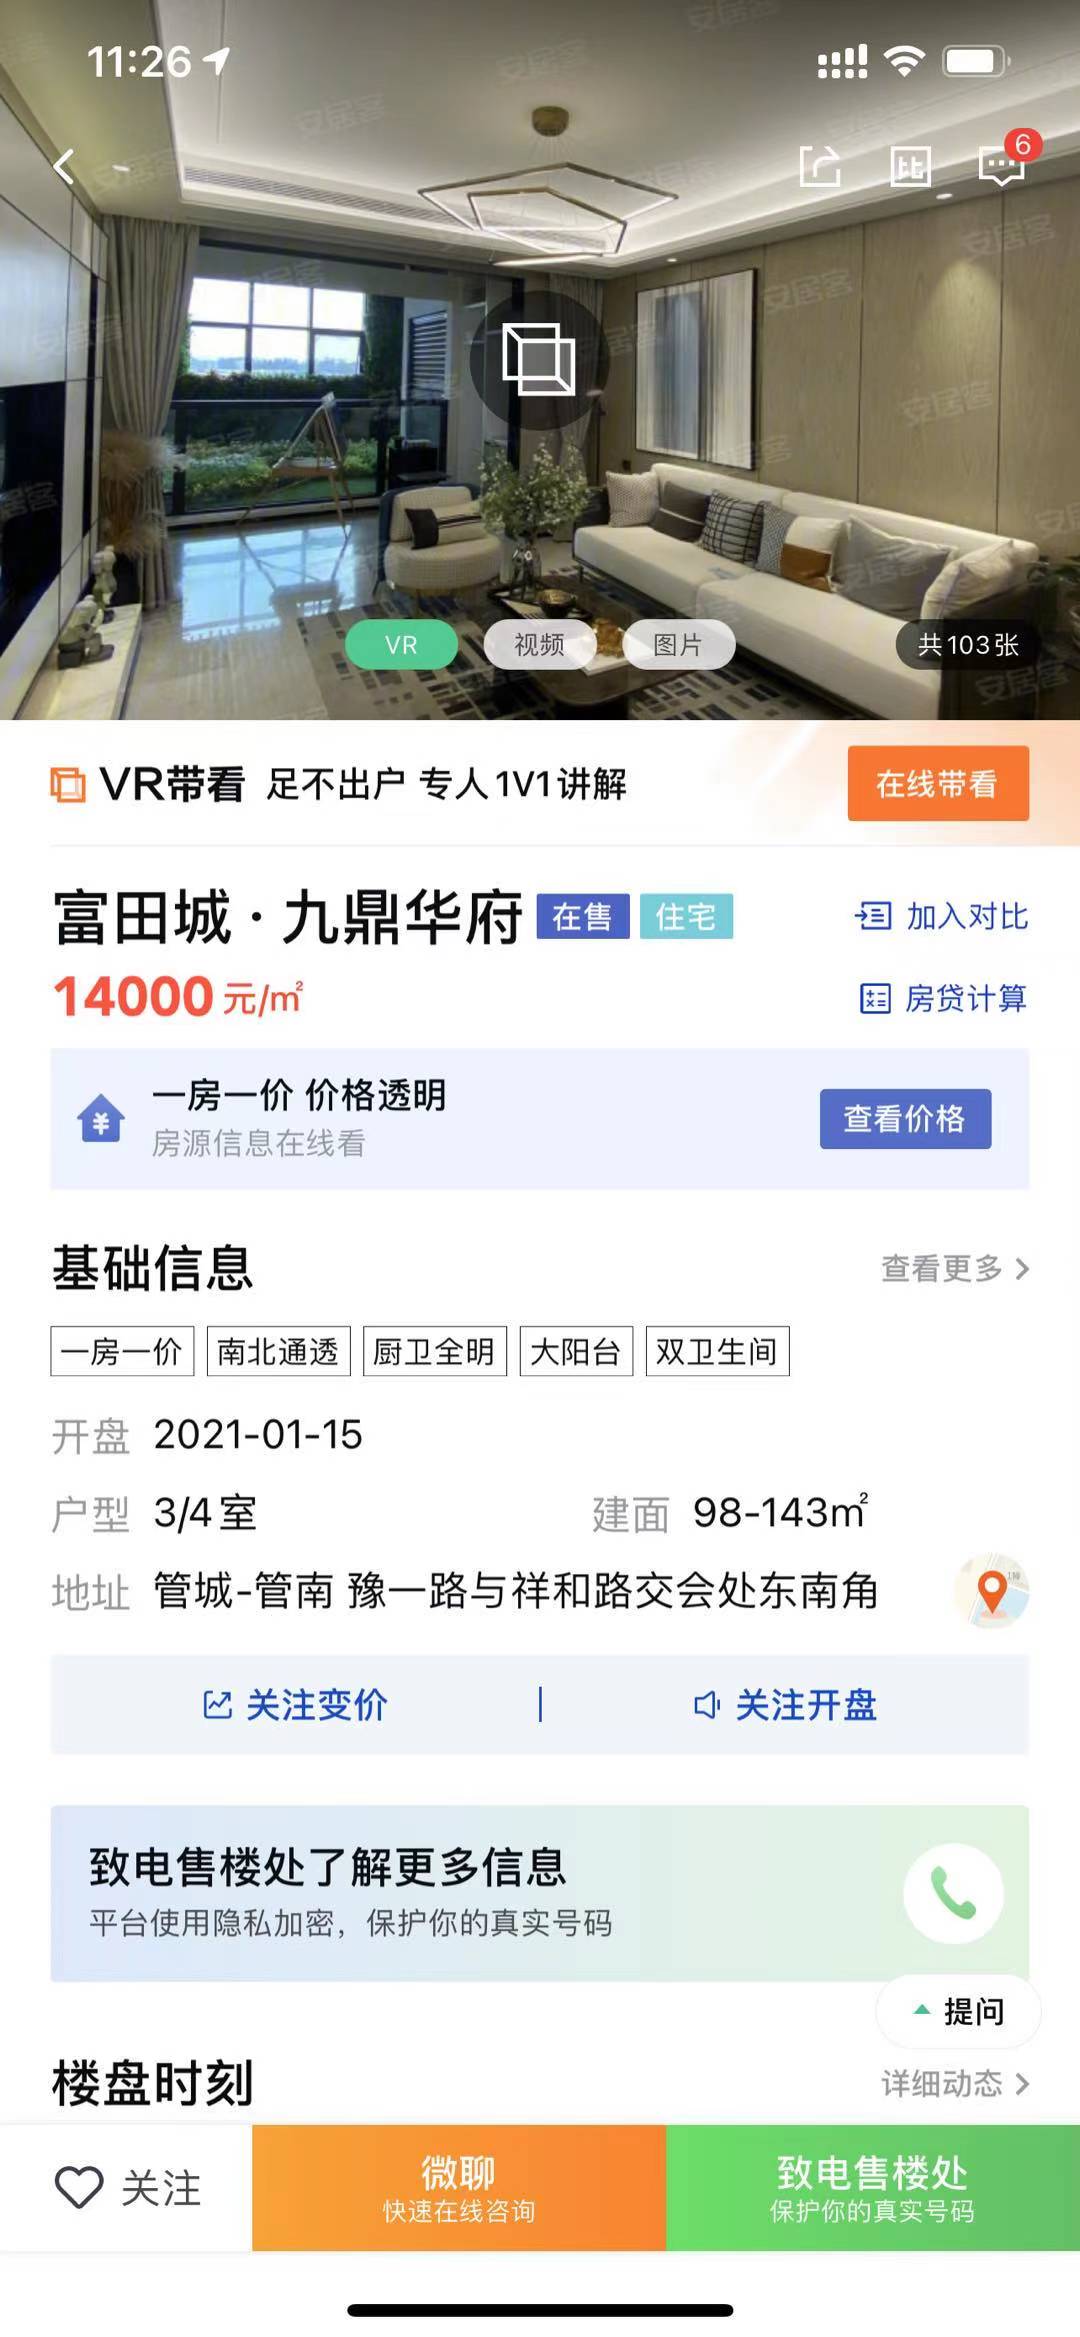 11:26
6
比
安居客
VR
视频
图片
共103张
VR带看 足不出户 专人1V1讲解
在线带看
富田城·九鼎华府 在售 住宅
加入对比
14000元/㎡
房贷计算
一房一价 价格透明
房源信息在线看
查看价格
基础信息
查看更多
一房一价 南北通透 厨卫全明 大阳台 双卫生间
开盘 2021-01-15
户型 3/4室 建面 98-143㎡
地址 管城-管南 豫一路与祥和路交会处东南角
关注变价
关注开盘
致电售楼处了解更多信息
平台使用隐私加密，保护你的真实号码
提问
楼盘时刻
详细动态
关注
微聊
快速在线咨询
致电售楼处
保护你的真实号码